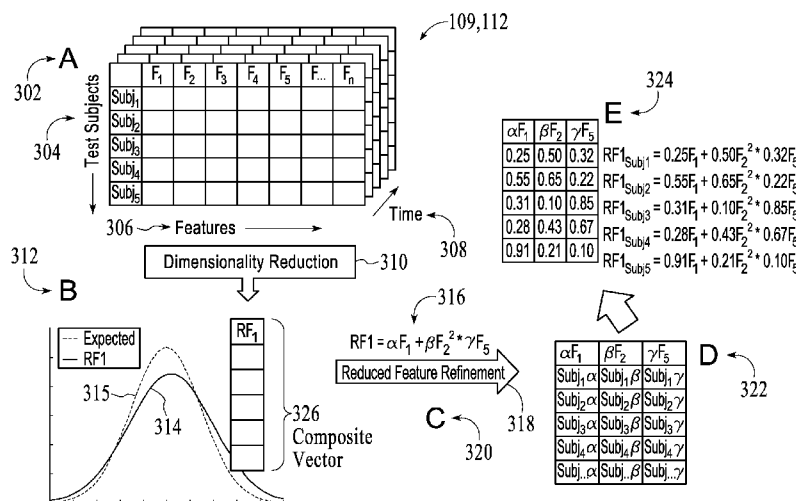 109,112
A
302
F1 F2 F3 F4 F5 F... Fn
Subj1
Subj2
Subj3
Subj4
Subj5
304
Test Subjects
306
Features
Time
308
Dimensionality Reduction
310
312
B
Expected
RF1
315
314
RF1
326
Composite
Vector
316
RF1= αF1 + βF2² * γF5
Reduced Feature Refinement
318
C
320
E
324
αF1 βF2 γF5
0.25 0.50 0.32
0.55 0.65 0.22
0.31 0.10 0.85
0.28 0.43 0.67
0.91 0.21 0.10
RF1Subj1 = 0.25F1 + 0.50F2² * 0.32F5
RF1Subj2 = 0.55F1 + 0.65F2² * 0.22F5
RF1Subj3 = 0.31F1 + 0.10F2² * 0.85F5
RF1Subj4 = 0.28F1 + 0.43F2² * 0.67F5
RF1Subj5 = 0.91F1 + 0.21F2² * 0.10F5
D
322
αF1 βF2 γF5
Subj1α Subj1β Subj1γ
Subj2α Subj2β Subj2γ
Subj3α Subj3β Subj3γ
Subj4α Subj4β Subj4γ
Subj..α Subj..β Subj..γ